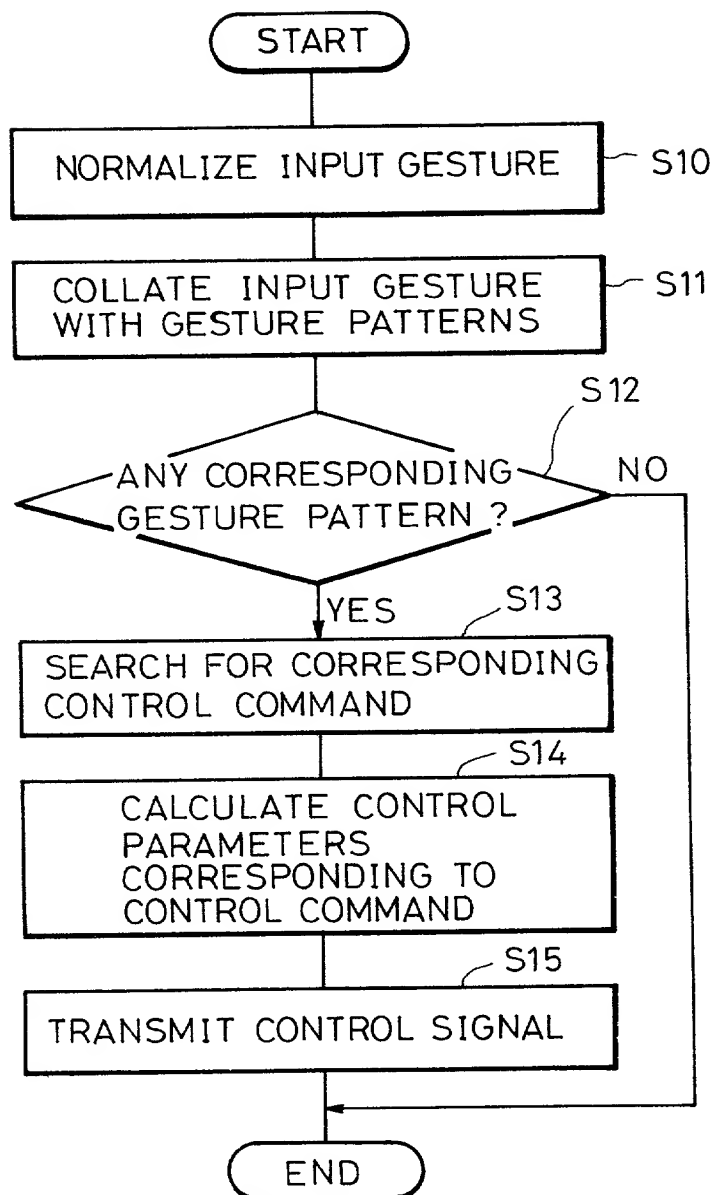 START
NORMALIZE INPUT GESTURE
S10
COLLATE INPUT GESTURE
WITH GESTURE PATTERNS
S11
S12
ANY CORRESPONDING
GESTURE PATTERN ?
NO
YES
S13
SEARCH FOR CORRESPONDING
CONTROL COMMAND
S14
CALCULATE CONTROL
PARAMETERS
CORRESPONDING TO
CONTROL COMMAND
S15
TRANSMIT CONTROL SIGNAL
END